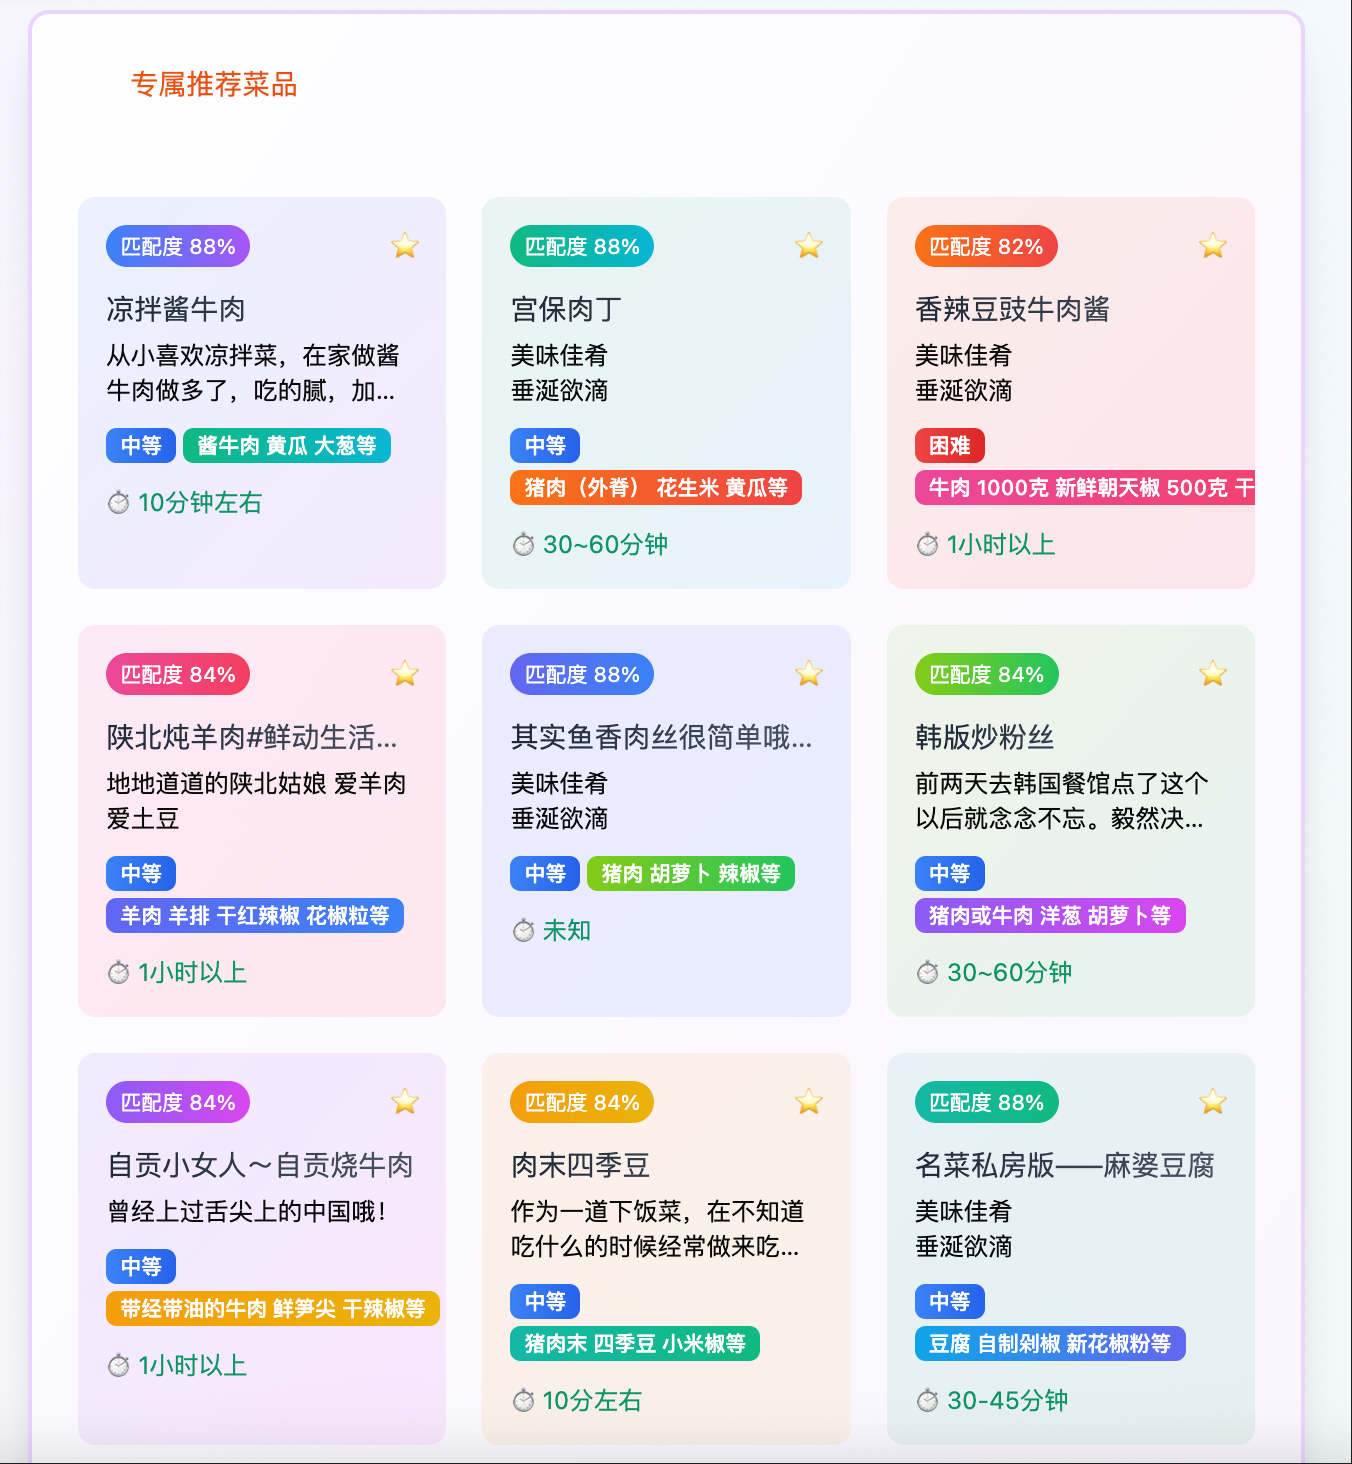 专属推荐菜品
匹配度 88%
凉拌酱牛肉
从小喜欢凉拌菜，在家做酱
牛肉做多了，吃的腻，加...
中等
酱牛肉 黄瓜 大葱等
10分钟左右
匹配度 88%
宫保肉丁
美味佳肴
垂涎欲滴
中等
猪肉（外脊） 花生米 黄瓜等
30~60分钟
匹配度 82%
香辣豆豉牛肉酱
美味佳肴
垂涎欲滴
困难
牛肉 1000克 新鲜朝天椒 500克 干
1小时以上
匹配度 84%
陕北炖羊肉#鲜动生活...
地地道道的陕北姑娘 爱羊肉
爱土豆
中等
羊肉 羊排 干红辣椒 花椒粒等
1小时以上
匹配度 88%
其实鱼香肉丝很简单哦...
美味佳肴
垂涎欲滴
中等
猪肉 胡萝卜 辣椒等
未知
匹配度 84%
韩版炒粉丝
前两天去韩国餐馆点了这个
以后就念念不忘。毅然决...
中等
猪肉或牛肉 洋葱 胡萝卜等
30~60分钟
匹配度 84%
自贡小女人～自贡烧牛肉
曾经上过舌尖上的中国哦！
中等
带经带油的牛肉 鲜笋尖 干辣椒等
1小时以上
匹配度 84%
肉末四季豆
作为一道下饭菜，在不知道
吃什么的时候经常做来吃...
中等
猪肉末 四季豆 小米椒等
10分左右
匹配度 88%
名菜私房版——麻婆豆腐
美味佳肴
垂涎欲滴
中等
豆腐 自制剁椒 新花椒粉等
30-45分钟